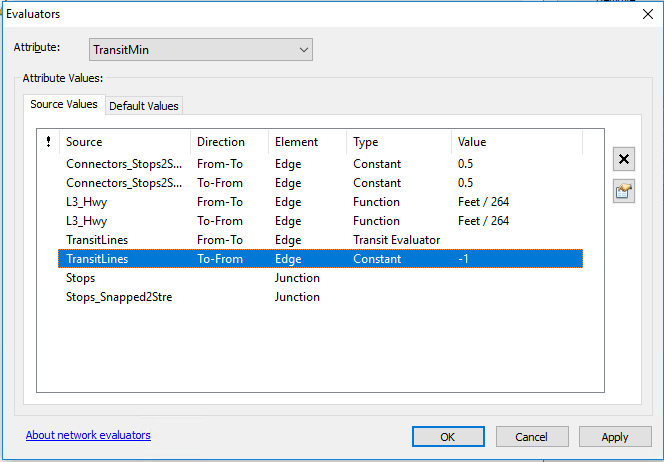 Evaluators
Attribute: TransitMin
Attribute Values:
Source Values Default Values
! Source Direction Element Type Value
Connectors_Stops2S... From-To Edge Constant 0.5
Connectors_Stops2S... To-From Edge Constant 0.5
L3_Hwy From-To Edge Function Feet / 264
L3_Hwy To-From Edge Function Feet / 264
TransitLines From-To Edge Transit Evaluator
TransitLines To-From Edge Constant -1
Stops Junction
Stops_Snapped2Stre Junction
About network evaluators OK Cancel Apply